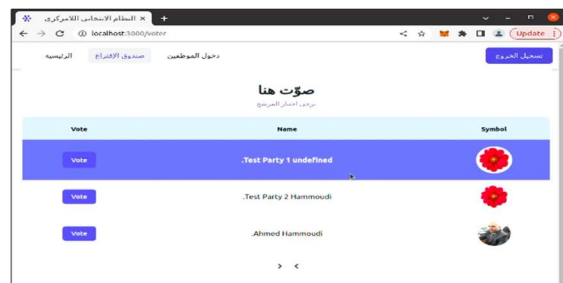 النظام الانتخابي اللامركزي
localhost:3000/voter
Update
تسجيل الخروج
دخول الموظفين
صندوق الإقتراع
الرئيسية
صوّت هنا
يرجى اختيار المرشح
Vote Name Symbol
Vote .Test Party 1 undefined
Vote .Test Party 2 Hammoudi
Vote .Ahmed Hammoudi